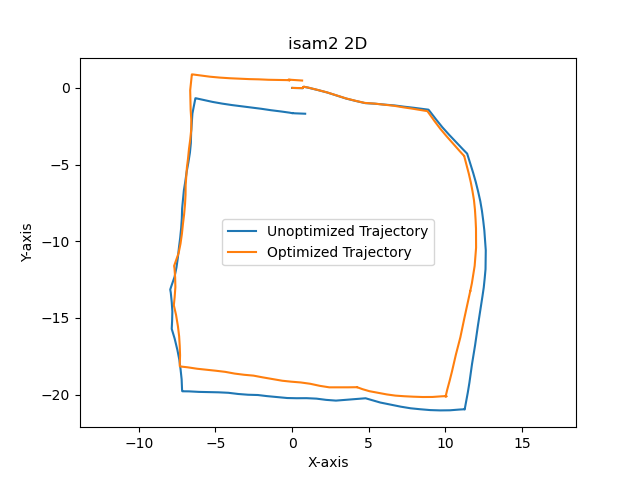 isam2 2D
0
−5
−10
−15
−20
Y-axis
Unoptimized Trajectory
Optimized Trajectory
−10
−5
0
5
10
15
X-axis